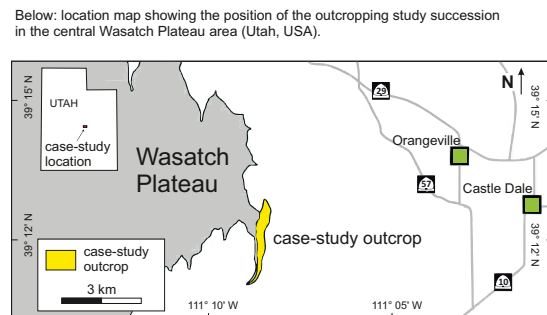 Below: location map showing the position of the outcropping study succession
in the central Wasatch Plateau area (Utah, USA).
39° 15' N
UTAH
case-study
location
Wasatch
Plateau
29
N
39° 15' N
Orangeville
57
Castle Dale
39° 12' N
case-study outcrop
39° 12' N
case-study
outcrop
3 km
10
111° 10' W
111° 05' W